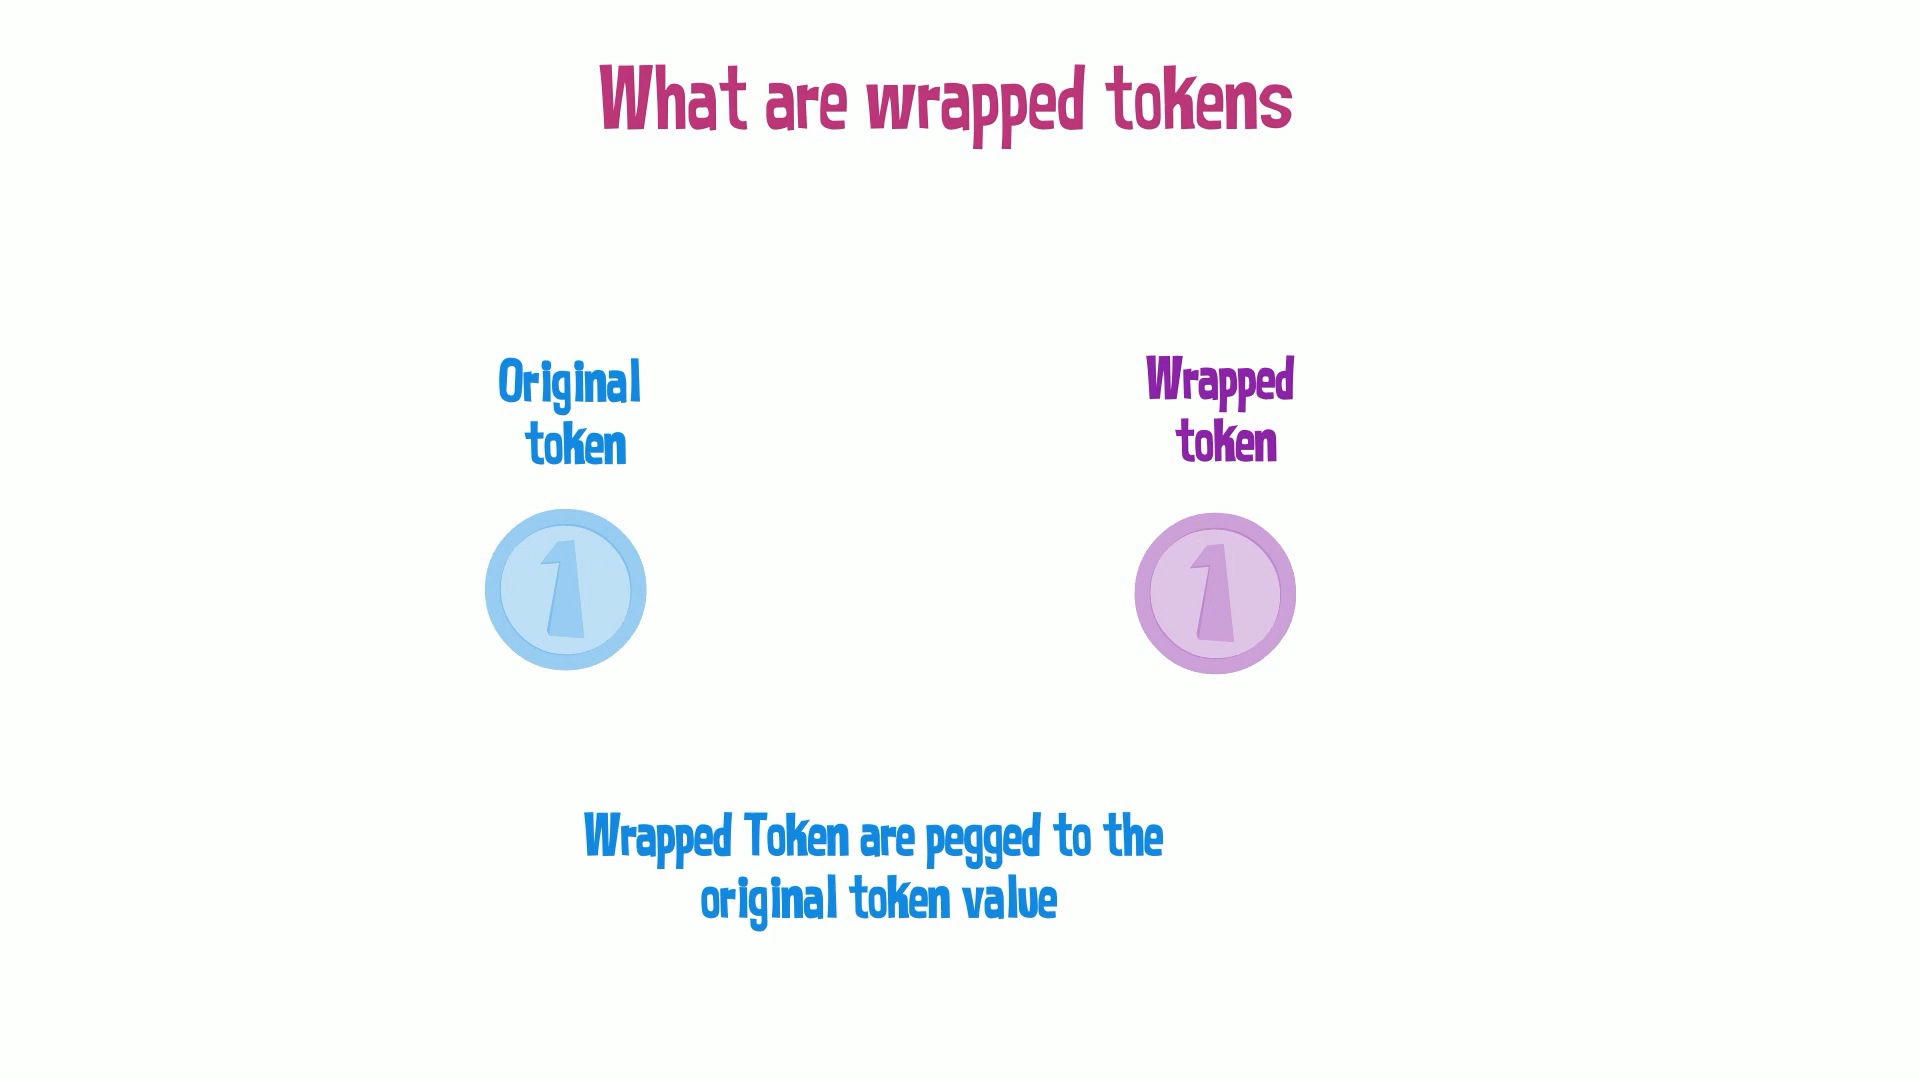 What are wrapped tokens
Original
token
Wrapped
token
1
1
Wrapped Token are pegged to the
original token value